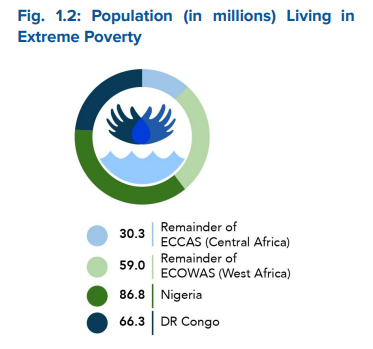 Fig. 1.2: Population (in millions) Living in
Extreme Poverty
30.3 Remainder of
ECCAS (Central Africa)
59.0 Remainder of
ECOWAS (West Africa)
86.8 Nigeria
66.3 DR Congo